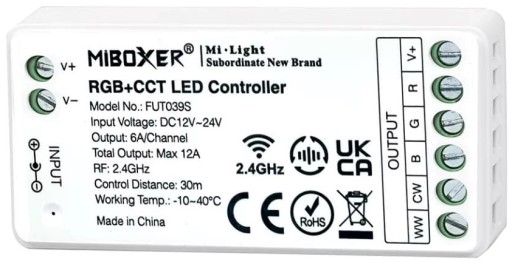 V+
V−
INPUT
MiBOXER®
Mi·Light
Subordinate New Brand
RGB+CCT LED Controller
Model No.: FUT039S
Input Voltage: DC12V~24V
Output: 6A/Channel
Total Output: Max 12A
RF: 2.4GHz
Control Distance: 30m
Working Temp.: -10~40℃
Made in China
2.4GHz
UK
CA
CE
RoHS
OUTPUT
V+
R
G
B
CW
WW